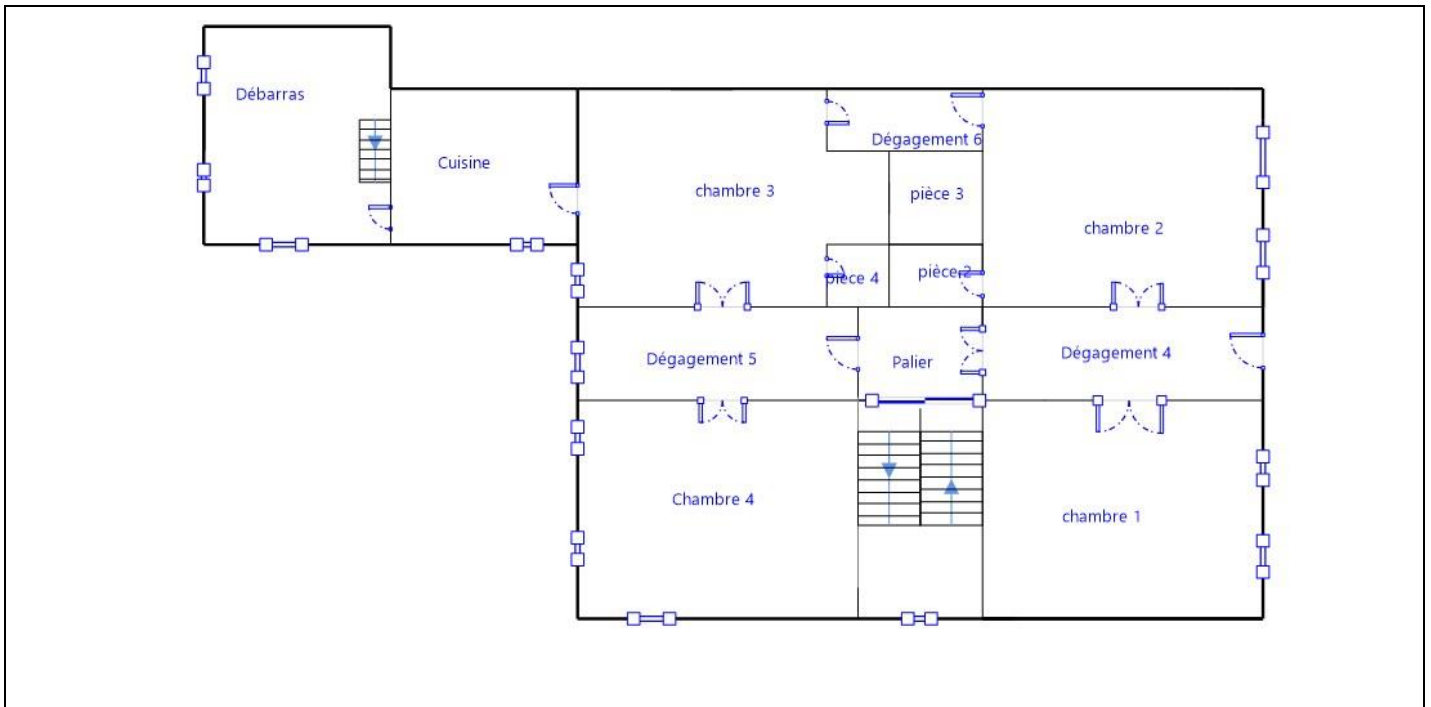 Débarras
Cuisine
chambre 3
Dégagement 6
pièce 3
chambre 2
pièce 4
pièce 2
Dégagement 5
Palier
Dégagement 4
Chambre 4
chambre 1